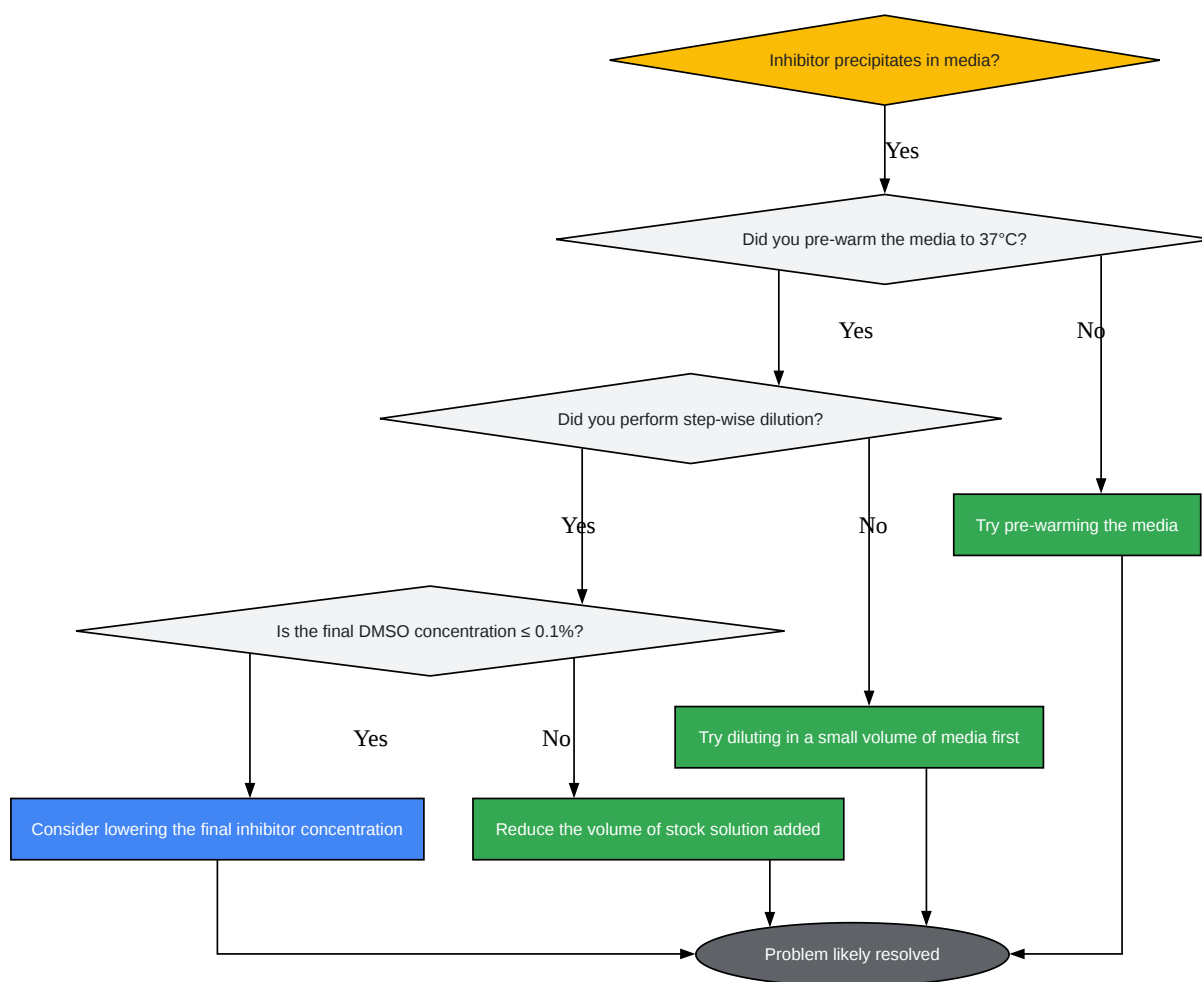 Inhibitor precipitates in media?
Yes
Did you pre-warm the media to 37°C?
Yes
No
Did you perform step-wise dilution?
Yes
No
Try pre-warming the media
Is the final DMSO concentration ≤ 0.1%?
Yes
No
Try diluting in a small volume of media first
Consider lowering the final inhibitor concentration
Reduce the volume of stock solution added
Problem likely resolved